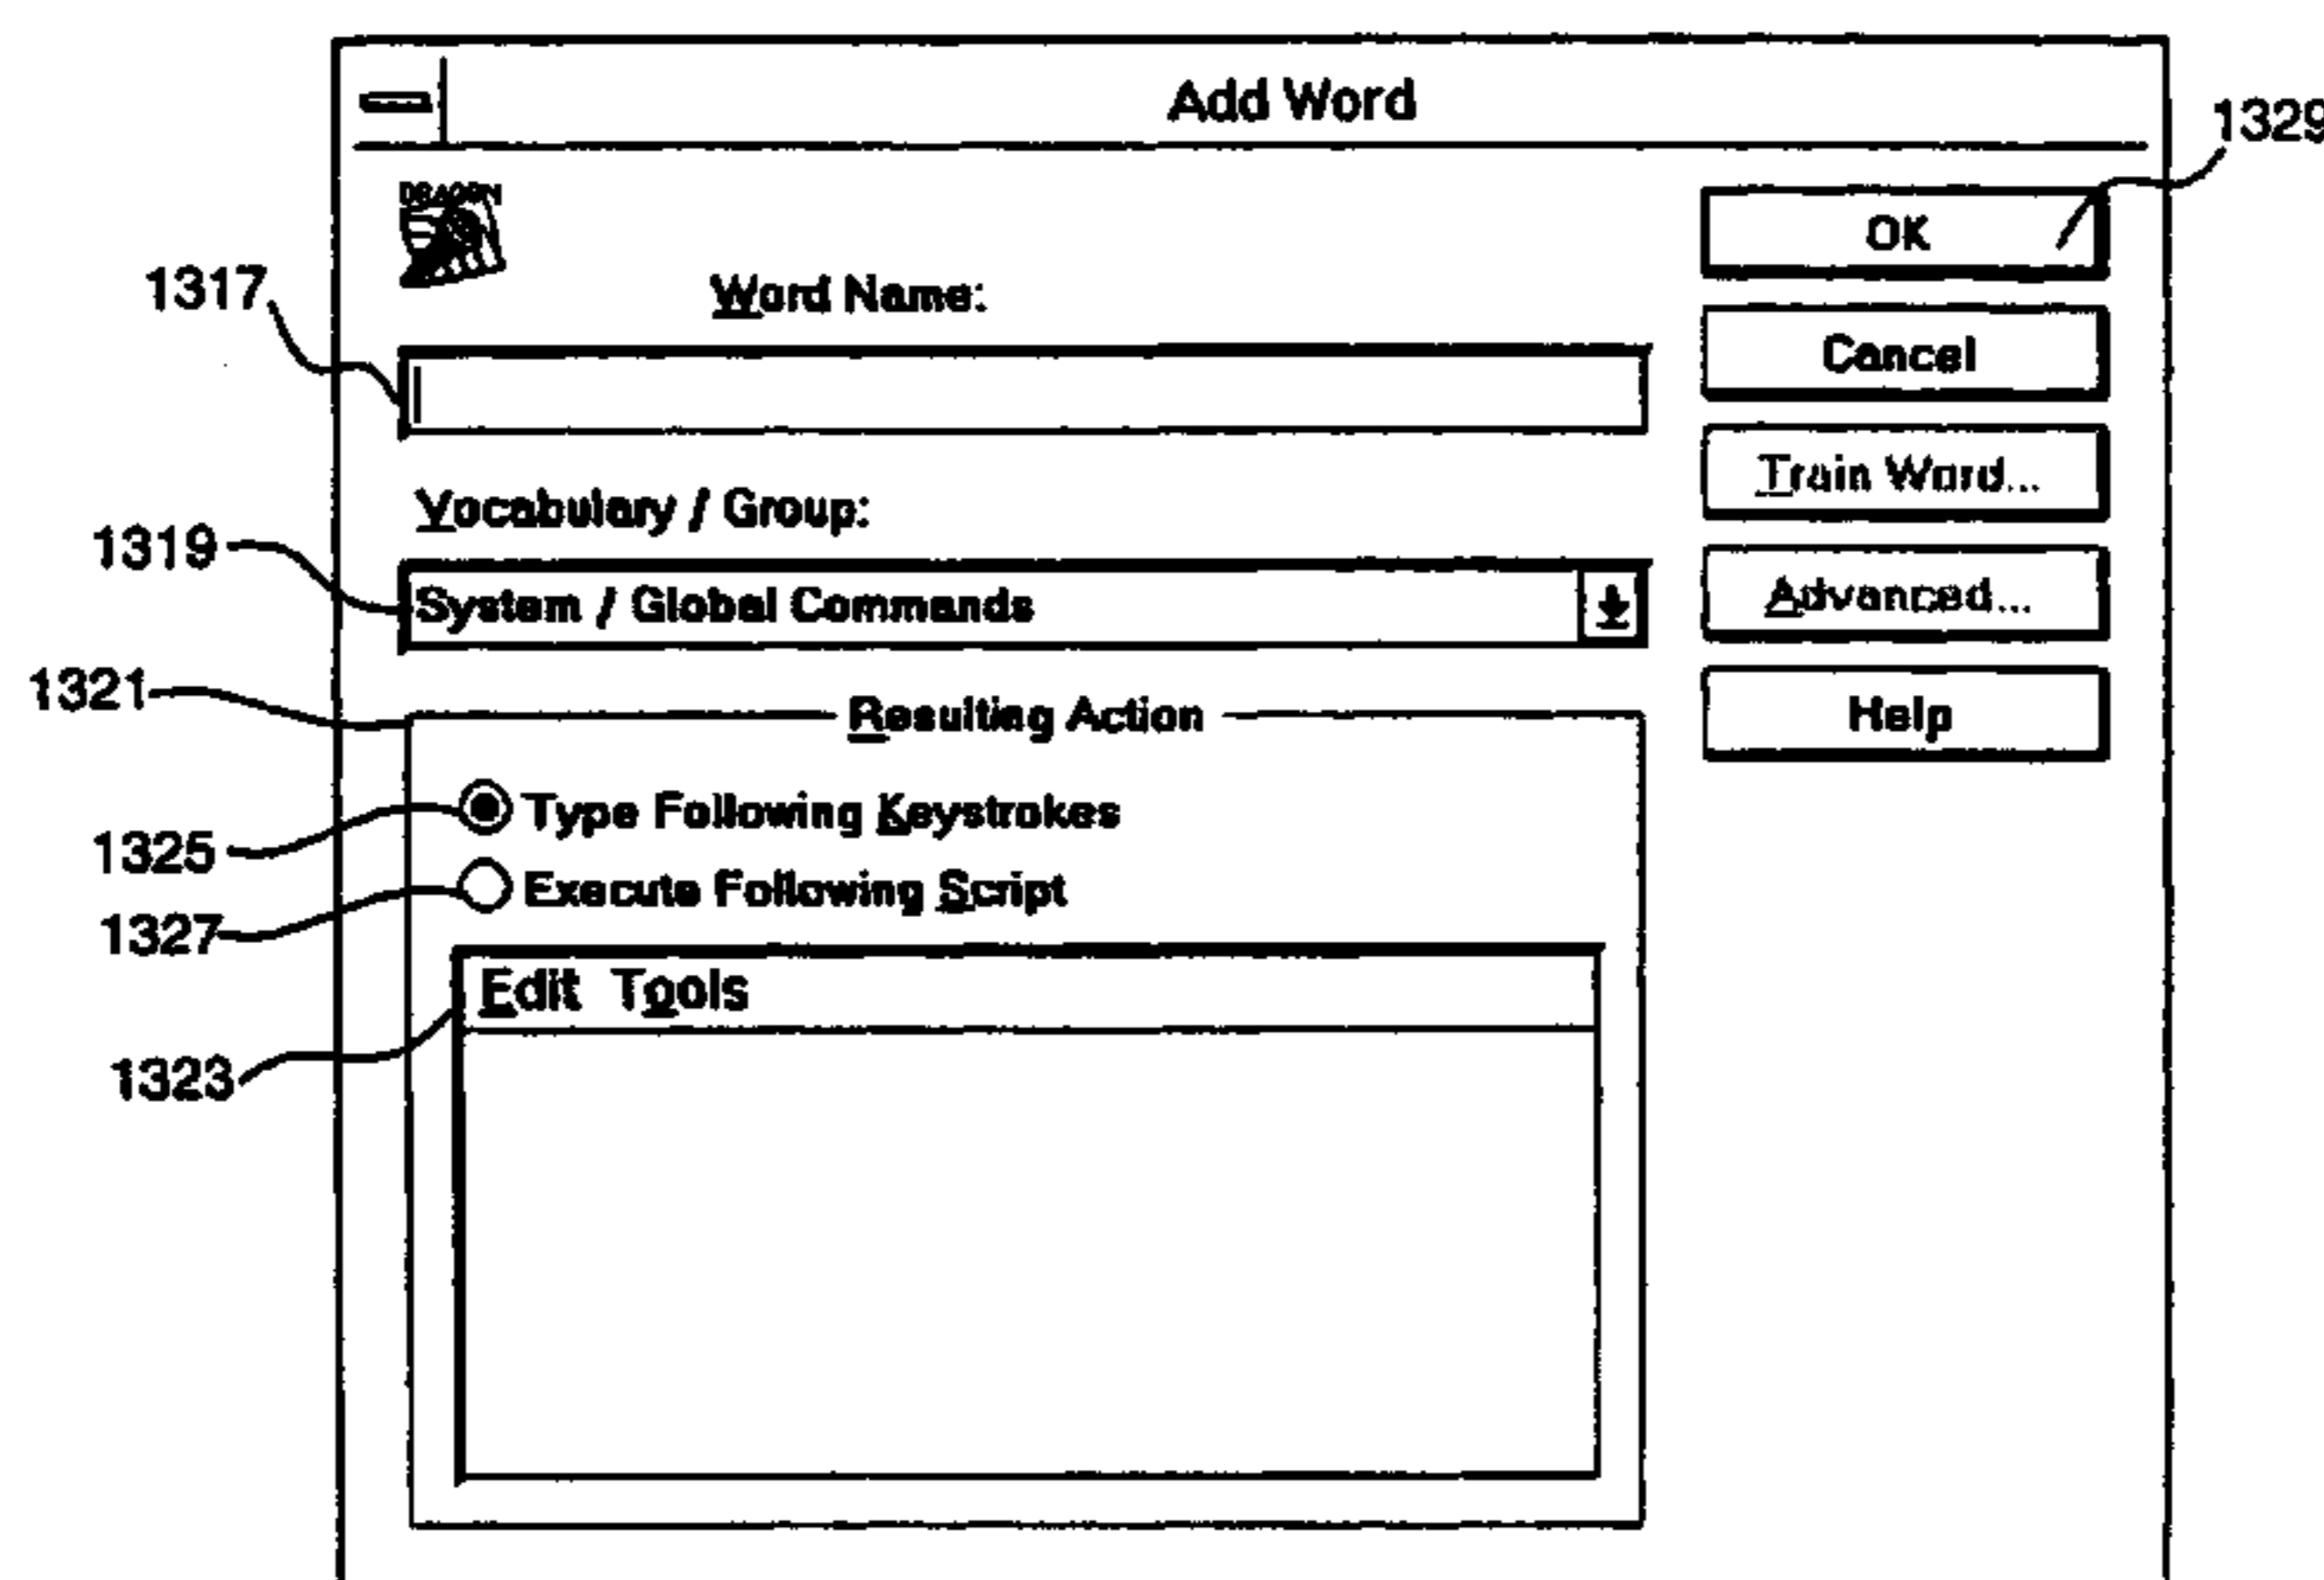 Add Word
1329
DRAGON
OK
1317
Word Name:
Cancel
Train Word...
Vocabulary / Group:
1319
System / Global Commands
Advanced...
1321
Resulting Action
Help
Type Following Keystrokes
1325
Execute Following Script
1327
Edit Tools
1323